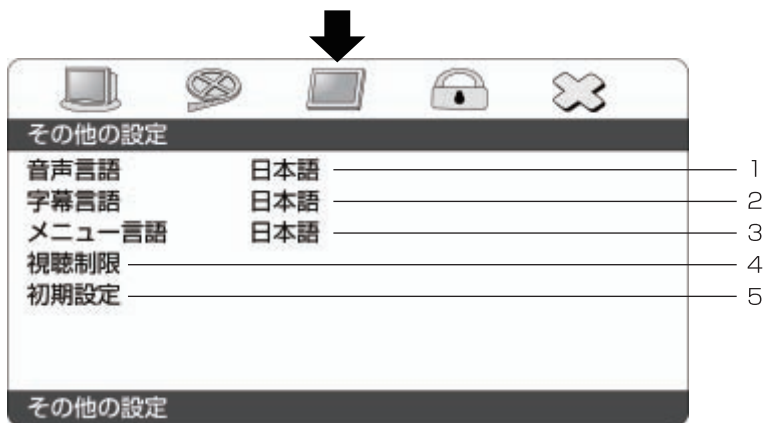 その他の設定
音声言語 日本語 1
字幕言語 日本語 2
メニュー言語 日本語 3
視聴制限 4
初期設定 5
その他の設定